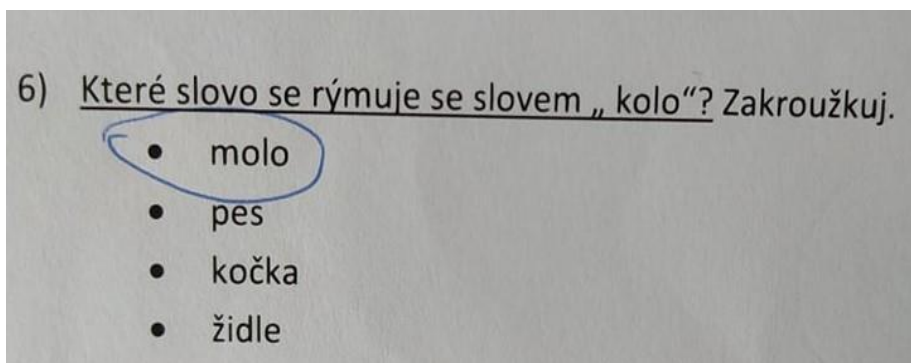 6) Které slovo se rýmuje se slovem „ kolo“? Zakroužkuj.
• molo
• pes
• kočka
• židle